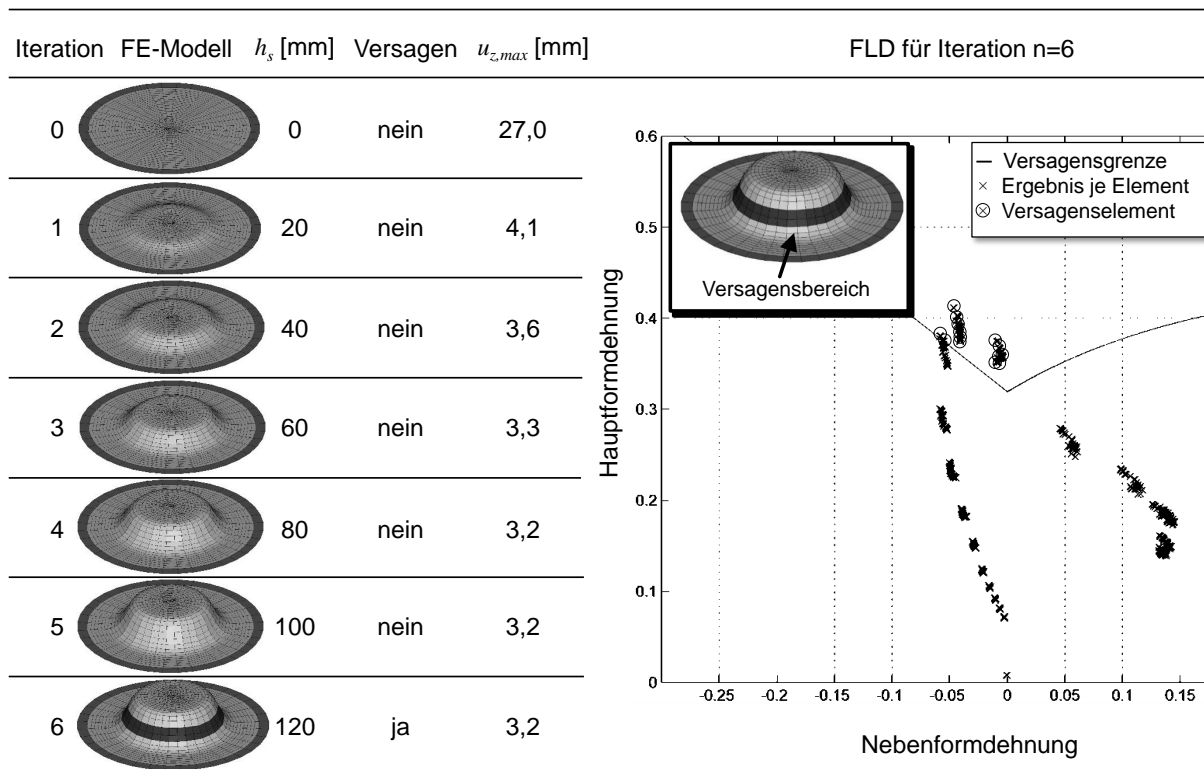 Iteration FE-Modell h_s [mm] Versagen u_z,max [mm] FLD für Iteration n=6
0 0 nein 27,0
1 20 nein 4,1
2 40 nein 3,6
3 60 nein 3,3
4 80 nein 3,2
5 100 nein 3,2
6 120 ja 3,2
Hauptformdehnung
0.6
0.5
0.4
0.3
0.2
0.1
0
Versagensbereich
Versagensgrenze
Ergebnis je Element
Versagenselement
-0.25 -0.2 -0.15 -0.1 -0.05 0 0.05 0.1 0.15
Nebenformdehnung